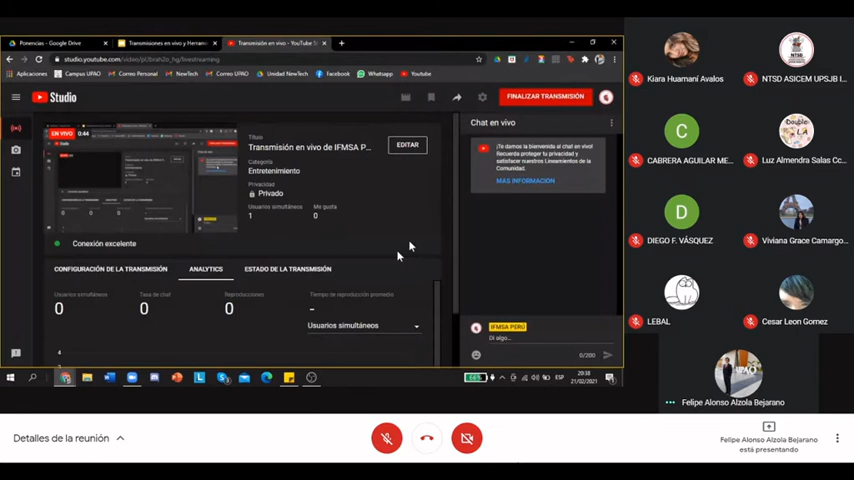 Ponencias - Google Drive
Transmisiones en vivo y Herram
Transmisión en vivo - YouTube S
studio.youtube.com
/livestreaming
Aplicaciones
Campus UPAO
Correo Personal
NewTech
Correo UPAO
Unidad NewTech
Facebook
Whatsapp
Youtube
Studio
FINALIZAR TRANSMISIÓN
EN VIVO
0:44
Título
Transmisión en vivo de IFMSA P...
EDITAR
Categoría
Entretenimiento
Privacidad
Privado
Usuarios simultáneos
Me gusta
1
0
Conexión excelente
CONFIGURACIÓN DE LA TRANSMISIÓN
ANALYTICS
ESTADO DE LA TRANSMISIÓN
Usuarios simultáneos
Tasa de chat
Reproducciones
Tiempo de reproducción promedio
0
0
0
-
Usuarios simultáneos
4
Chat en vivo
¡Te damos la bienvenida al chat en vivo!
Recuerda proteger tu privacidad y
satisfacer nuestros Lineamientos de la
Comunidad.
MÁS INFORMACIÓN
IFMSA PERÚ
Di algo...
0/200
66%
ESP
20:38
21/02/2021
Kiara Huamaní Avalos
NTSD ASICEM UPSJB I...
C
CABRERA AGUILAR ME...
Double
Luz Almendra Salas Cc...
D
DIEGO F. VÁSQUEZ
Viviana Grace Camargo...
LEBAL
Cesar Leon Gomez
UPAO
Felipe Alonso Alzola Bejarano
Detalles de la reunión
Felipe Alonso Alzola Bejarano
está presentando